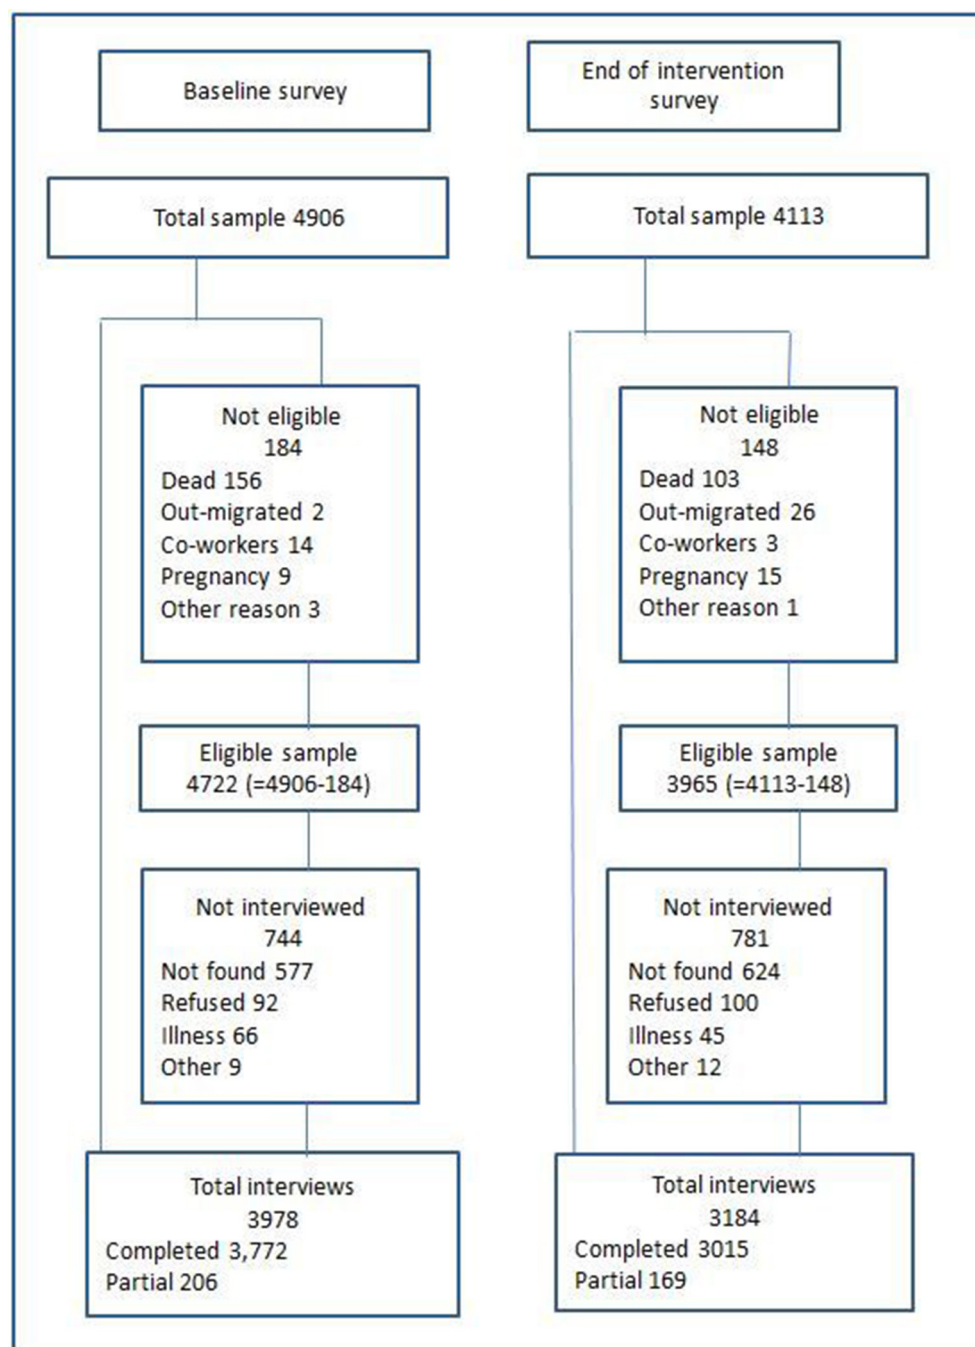 Baseline survey
Total sample 4906
Not eligible
184
Dead 156
Out-migrated 2
Co-workers 14
Pregnancy 9
Other reason 3
Eligible sample
4722 (=4906-184)
Not interviewed
744
Not found 577
Refused 92
Illness 66
Other 9
Total interviews
3978
Completed 3,772
Partial 206
End of intervention
survey
Total sample 4113
Not eligible
148
Dead 103
Out-migrated 26
Co-workers 3
Pregnancy 15
Other reason 1
Eligible sample
3965 (=4113-148)
Not interviewed
781
Not found 624
Refused 100
Illness 45
Other 12
Total interviews
3184
Completed 3015
Partial 169